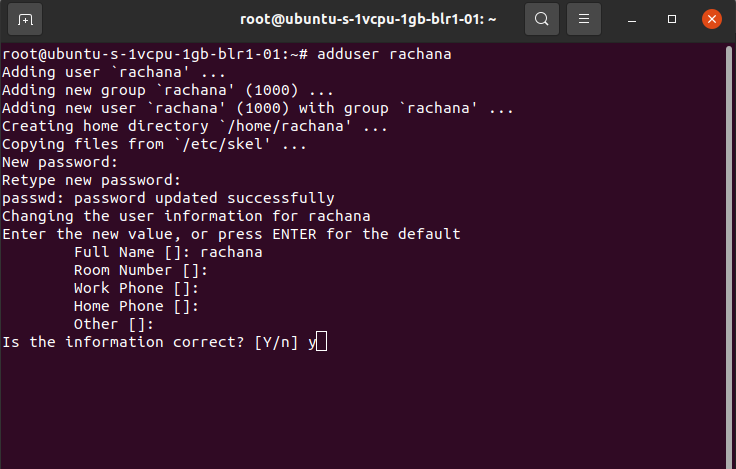 root@ubuntu-s-1vcpu-1gb-blr1-01: ~
root@ubuntu-s-1vcpu-1gb-blr1-01:~# adduser rachana
Adding user `rachana' ...
Adding new group `rachana' (1000) ...
Adding new user `rachana' (1000) with group `rachana' ...
Creating home directory `/home/rachana' ...
Copying files from `/etc/skel' ...
New password:
Retype new password:
passwd: password updated successfully
Changing the user information for rachana
Enter the new value, or press ENTER for the default
        Full Name []: rachana
        Room Number []:
        Work Phone []:
        Home Phone []:
        Other []:
Is the information correct? [Y/n] y